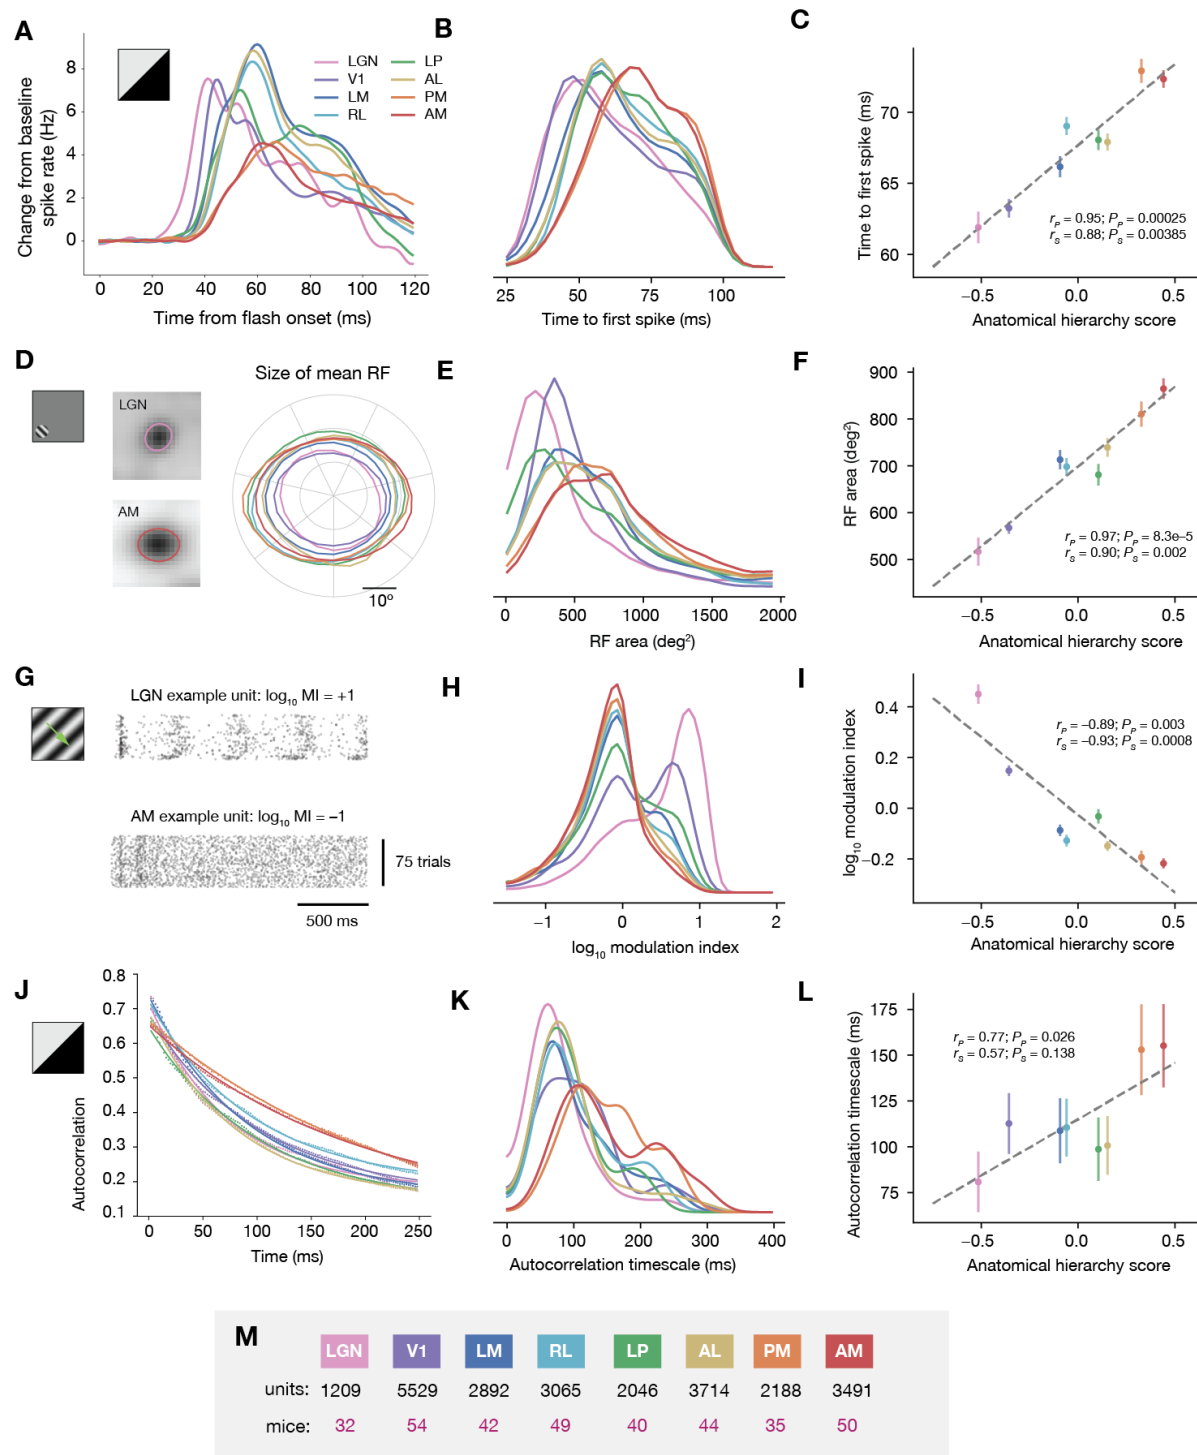 A
Change from baseline
spike rate (Hz)
8
6
4
2
0
LGN
V1
LM
RL
LP
AL
PM
AM
0 20 40 60 80 100 120
Time from flash onset (ms)
B
25 50 75 100
Time to first spike (ms)
C
Time to first spike (ms)
70
65
60
rP = 0.95; PP = 0.00025
rS = 0.88; PS = 0.00385
−0.5 0.0 0.5
Anatomical hierarchy score
D
LGN
AM
Size of mean RF
10º
E
0 500 1000 1500 2000
RF area (deg²)
F
RF area (deg²)
900
800
700
600
500
rP = 0.97; PP = 8.3e–5
rS = 0.90; PS = 0.002
−0.5 0.0 0.5
Anatomical hierarchy score
G
LGN example unit: log10 MI = +1
AM example unit: log10 MI = –1
75 trials
500 ms
H
−1 0 1 2
log10 modulation index
I
log10 modulation index
0.4
0.2
0.0
−0.2
rP = −0.89; PP = 0.003
rS = −0.93; PS = 0.0008
−0.5 0.0 0.5
Anatomical hierarchy score
J
Autocorrelation
0.8
0.7
0.6
0.5
0.4
0.3
0.2
0.1
0 50 100 150 200 250
Time (ms)
K
0 100 200 300 400
Autocorrelation timescale (ms)
L
Autocorrelation timescale (ms)
175
150
125
100
75
rP = 0.77; PP = 0.026
rS = 0.57; PS = 0.138
−0.5 0.0 0.5
Anatomical hierarchy score
M
LGN V1 LM RL LP AL PM AM
units: 1209 5529 2892 3065 2046 3714 2188 3491
mice: 32 54 42 49 40 44 35 50